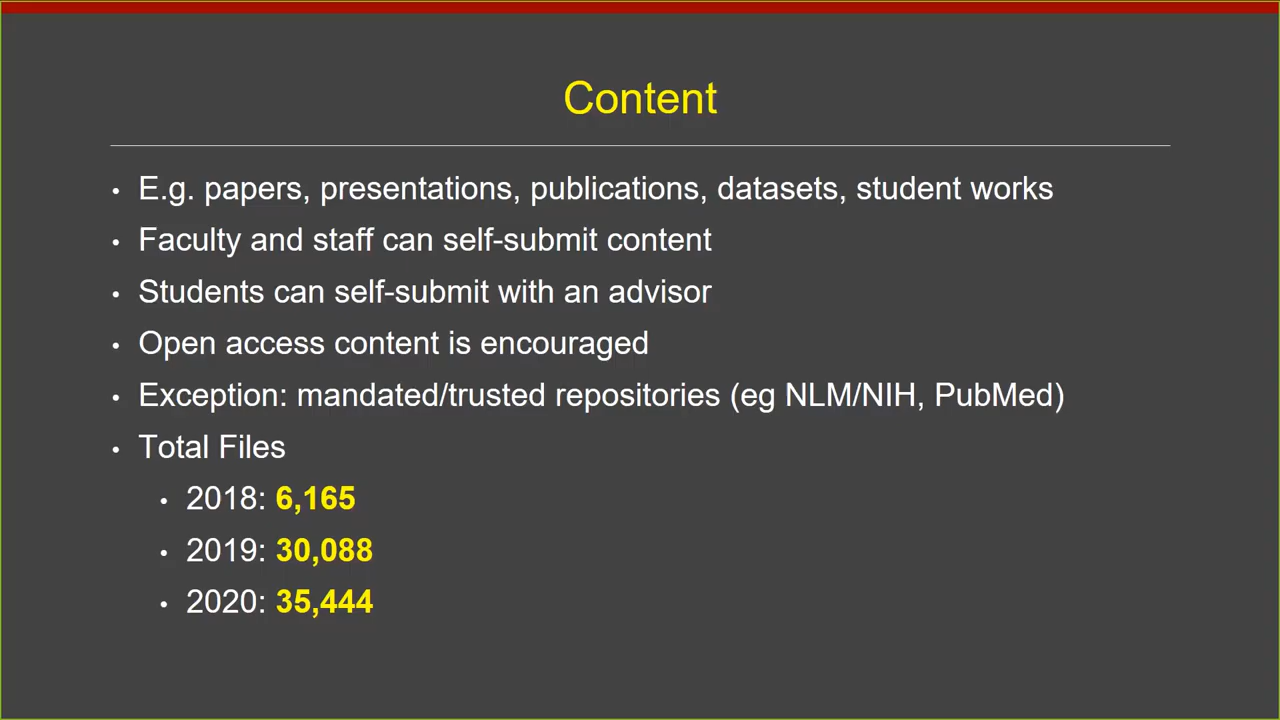 Content
• E.g. papers, presentations, publications, datasets, student works
• Faculty and staff can self-submit content
• Students can self-submit with an advisor
• Open access content is encouraged
• Exception: mandated/trusted repositories (eg NLM/NIH, PubMed)
• Total Files
• 2018: 6,165
• 2019: 30,088
• 2020: 35,444